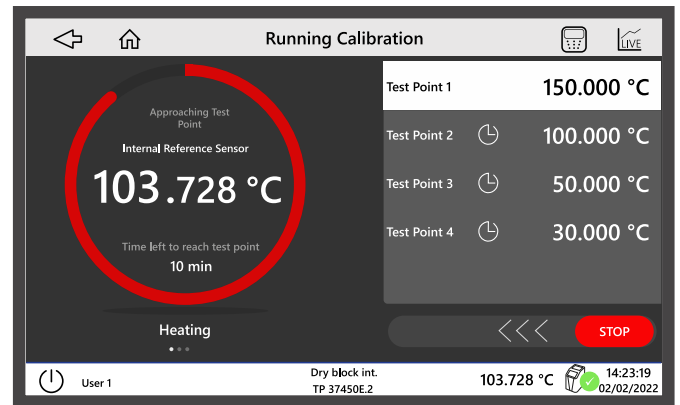 Running Calibration
LIVE
Approaching Test
Point
Internal Reference Sensor
103.728 °C
Time left to reach test point
10 min
Heating
Test Point 1 150.000 °C
Test Point 2 100.000 °C
Test Point 3 50.000 °C
Test Point 4 30.000 °C
STOP
User 1
Dry block int.
TP 37450E.2
103.728 °C
14:23:19
02/02/2022